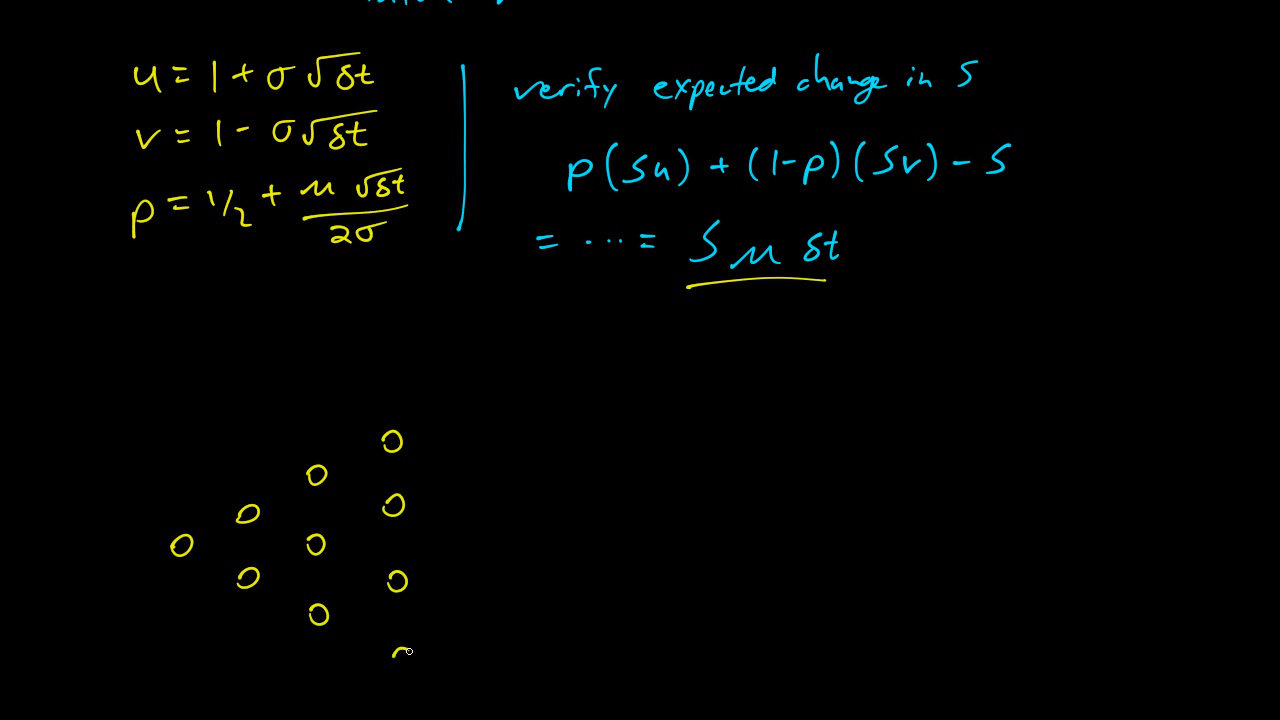 u = 1 + σ √δt
v = 1 - σ √δt
p = 1/2 + μ √δt / 2σ
verify expected change in S
p(Su) + (1-p)(Sv) - S
= ... = S μ δt